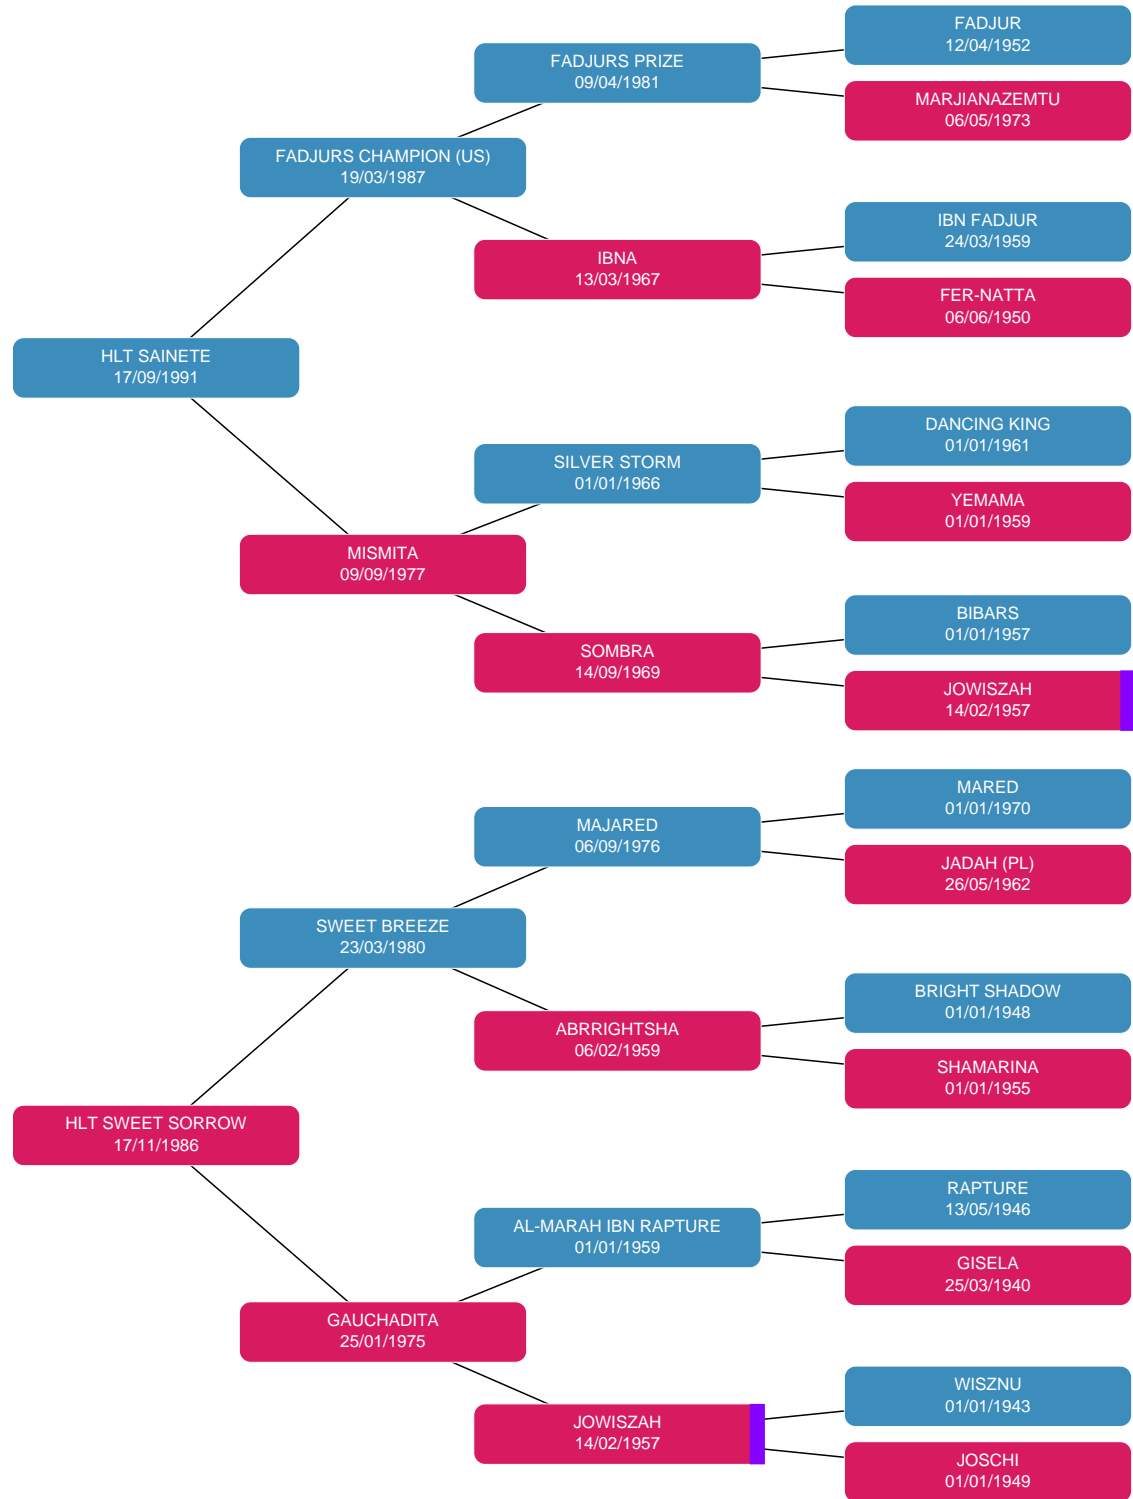 FADJUR
12/04/1952
FADJURS PRIZE
09/04/1981
MARJIANAZEMTU
06/05/1973
FADJURS CHAMPION (US)
19/03/1987
IBN FADJUR
24/03/1959
IBNA
13/03/1967
FER-NATTA
06/06/1950
HLT SAINETE
17/09/1991
DANCING KING
01/01/1961
SILVER STORM
01/01/1966
YEMAMA
01/01/1959
MISMITA
09/09/1977
BIBARS
01/01/1957
SOMBRA
14/09/1969
JOWISZAH
14/02/1957
MARED
01/01/1970
MAJARED
06/09/1976
JADAH (PL)
26/05/1962
SWEET BREEZE
23/03/1980
BRIGHT SHADOW
01/01/1948
ABRRIGHTSHA
06/02/1959
SHAMARINA
01/01/1955
HLT SWEET SORROW
17/11/1986
RAPTURE
13/05/1946
AL-MARAH IBN RAPTURE
01/01/1959
GISELA
25/03/1940
GAUCHADITA
25/01/1975
WISZNU
01/01/1943
JOWISZAH
14/02/1957
JOSCHI
01/01/1949